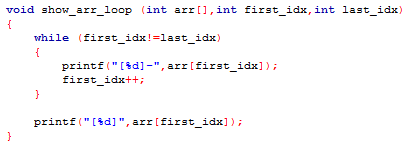 void show_arr_loop (int arr[],int first_idx,int last_idx)
{
    while (first_idx!=last_idx)
    {
        printf("[%d]-",arr[first_idx]);
        first_idx++;
    }

    printf("[%d]",arr[first_idx]);
}